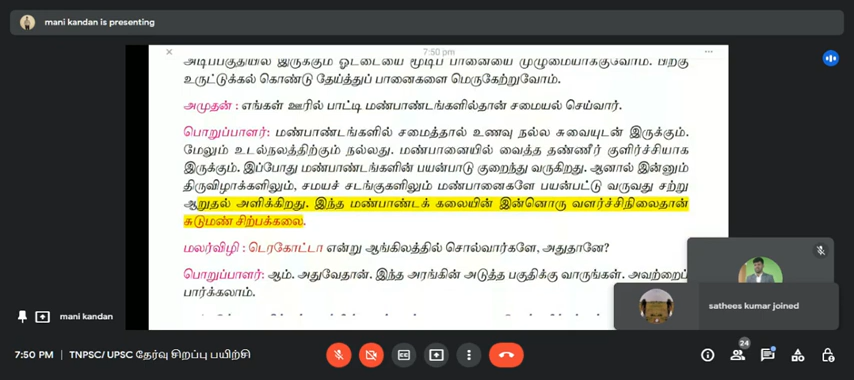 mani kandan is presenting
7:50 pm
அடிப்பகுதியில் இருக்கும் ஓட்டையை மூடிப் பானையை முழுமையாக்குவோம். பிறகு
உருட்டுக்கல் கொண்டு தேய்த்துப் பானைகளை மெருகேற்றுவோம்.
அமுதன் : எங்கள் ஊரில் பாட்டி மண்பாண்டங்களில்தான் சமையல் செய்வார்.
பொறுப்பாளர்: மண்பாண்டங்களில் சமைத்தால் உணவு நல்ல சுவையுடன் இருக்கும்.
மேலும் உடல்நலத்திற்கும் நல்லது. மண்பானையில் வைத்த தண்ணீர் குளிர்ச்சியாக
இருக்கும். இப்போது மண்பாண்டங்களின் பயன்பாடு குறைந்து வருகிறது. ஆனால் இன்னும்
திருவிழாக்களிலும், சமயச் சடங்குகளிலும் மண்பானைகளே பயன்பட்டு வருவது சற்று
ஆறுதல் அளிக்கிறது. இந்த மண்பாண்டக் கலையின் இன்னொரு வளர்ச்சிநிலைதான்
சுடுமண் சிற்பக்கலை.
மலர்விழி : டெரகோட்டா என்று ஆங்கிலத்தில் சொல்வார்களே, அதுதானே?
பொறுப்பாளர்: ஆம். அதுவேதான். இந்த அரங்கின் அடுத்த பகுதிக்கு வாருங்கள். அவற்றைப்
பார்க்கலாம்.
sathees kumar joined
mani kandan
24
7:50 PM | TNPSC/ UPSC தேர்வு சிறப்பு பயிற்சி